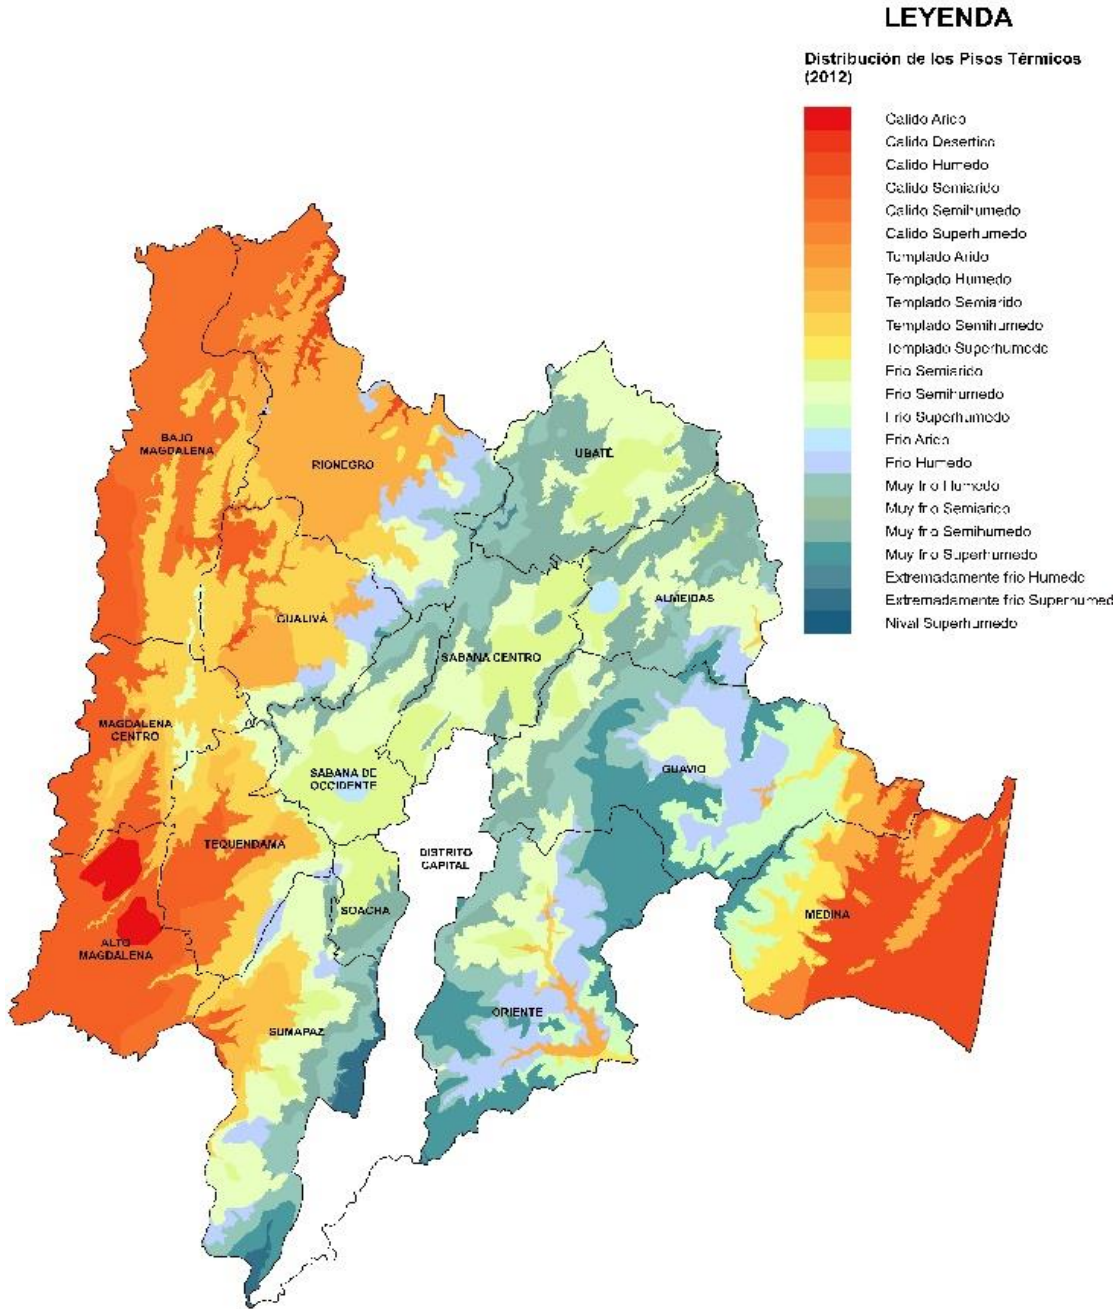 LEYENDA
Distribución de los Pisos Térmicos
(2012)
Calido Arido
Calido Desertico
Calido Humedo
Calido Semiarido
Calido Semihumedo
Calido Superhumedo
Templado Arido
Templado Humedo
Templado Semiarido
Templado Semihumedo
Templado Superhumedo
Frio Semiarido
Frio Semihumedo
Frio Superhumedo
Frio Arido
Frio Humedo
Muy frio Humedo
Muy frio Semiarido
Muy frio Semihumedo
Muy frio Superhumedo
Extremadamente frio Humedo
Extremadamente frio Superhumed
Nival Superhumedo
BAJO
MAGDALENA
RIONEGRO
UBATÉ
GUALIVÁ
ALMEIDAS
SABANA CENTRO
MAGDALENA
CENTRO
SABANA DE
OCCIDENTE
GUAVIO
TEQUENDAMA
DISTRITO
CAPITAL
SOACHA
MEDINA
ALTO
MAGDALENA
ORIENTE
SUMAPAZ